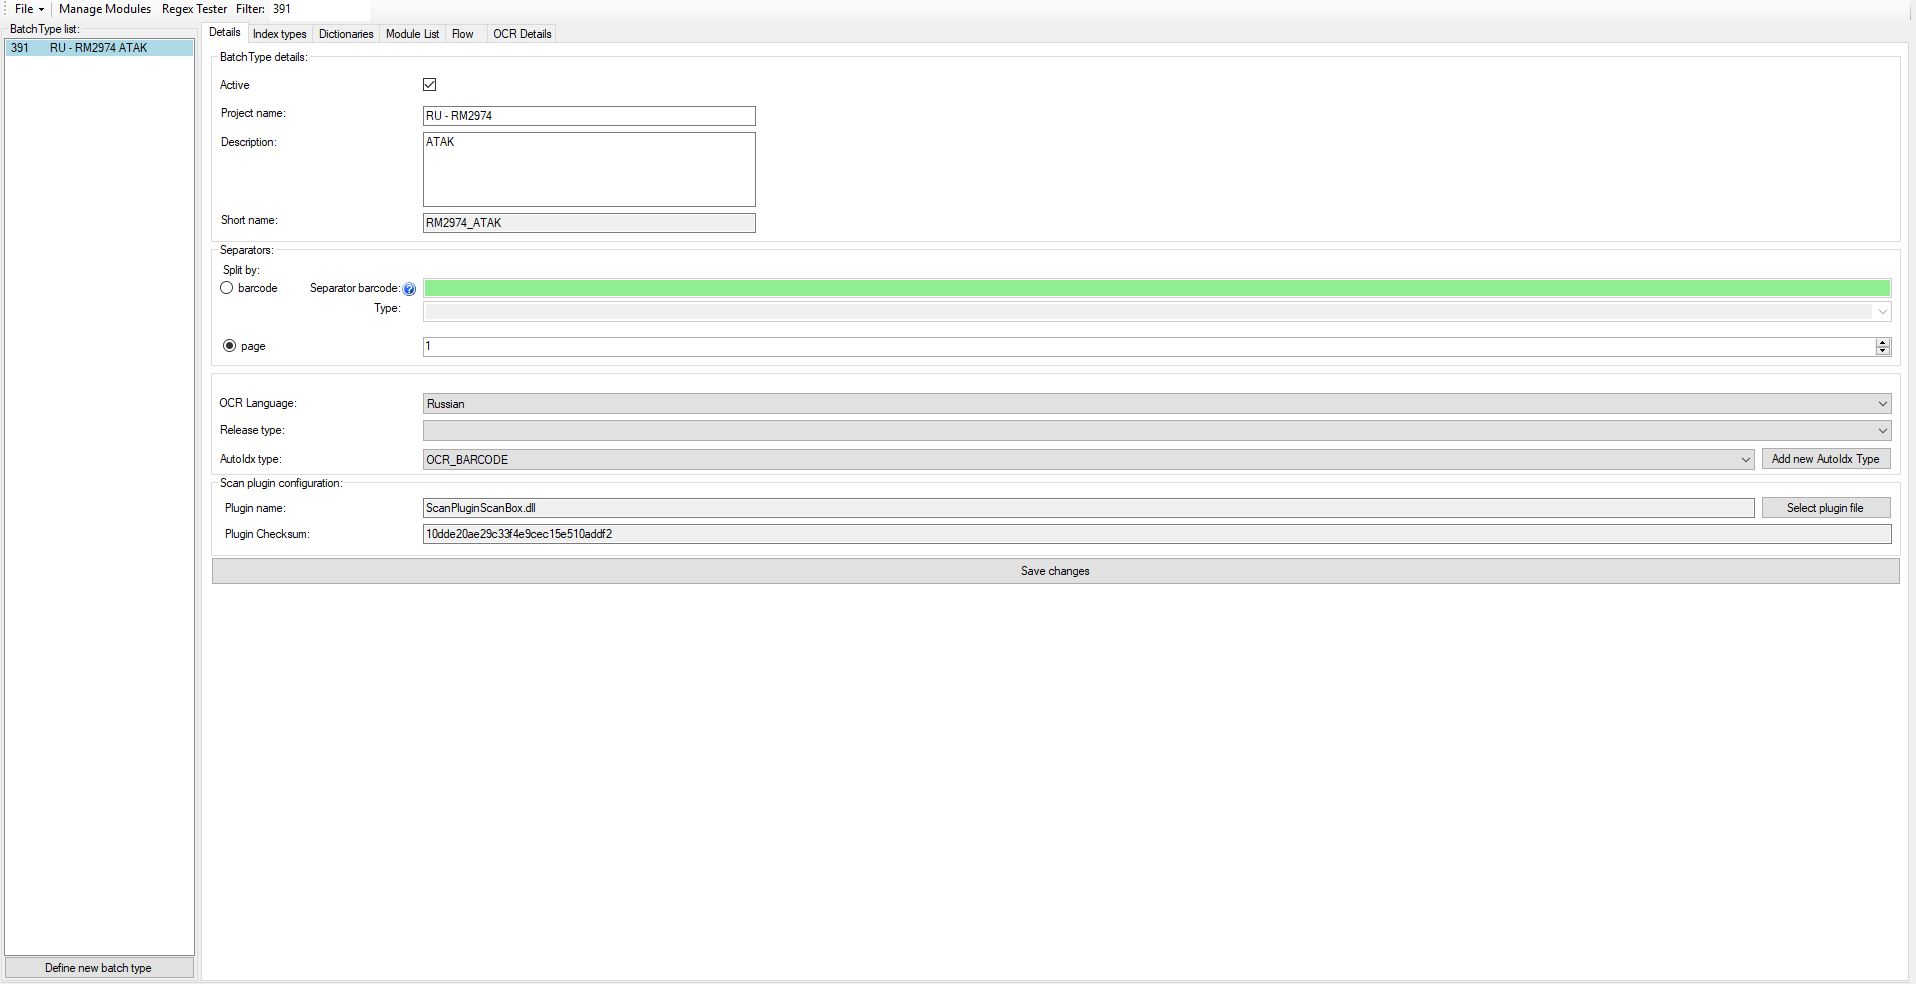 File Manage Modules Regex Tester Filter: 391
BatchType list:
391 RU - RM2974 ATAK
Define new batch type
Details Index types Dictionaries Module List Flow OCR Details
BatchType details:
Active
Project name: RU - RM2974
Description: ATAK
Short name: RM2974_ATAK
Separators:
Split by:
barcode Separator barcode: ?
Type:
page 1
OCR Language: Russian
Release type:
AutoIdx type: OCR_BARCODE Add new AutoIdx Type
Scan plugin configuration:
Plugin name: ScanPluginScanBox.dll Select plugin file
Plugin Checksum: 10dde20ae29c33f4e9cec15e510addf2
Save changes